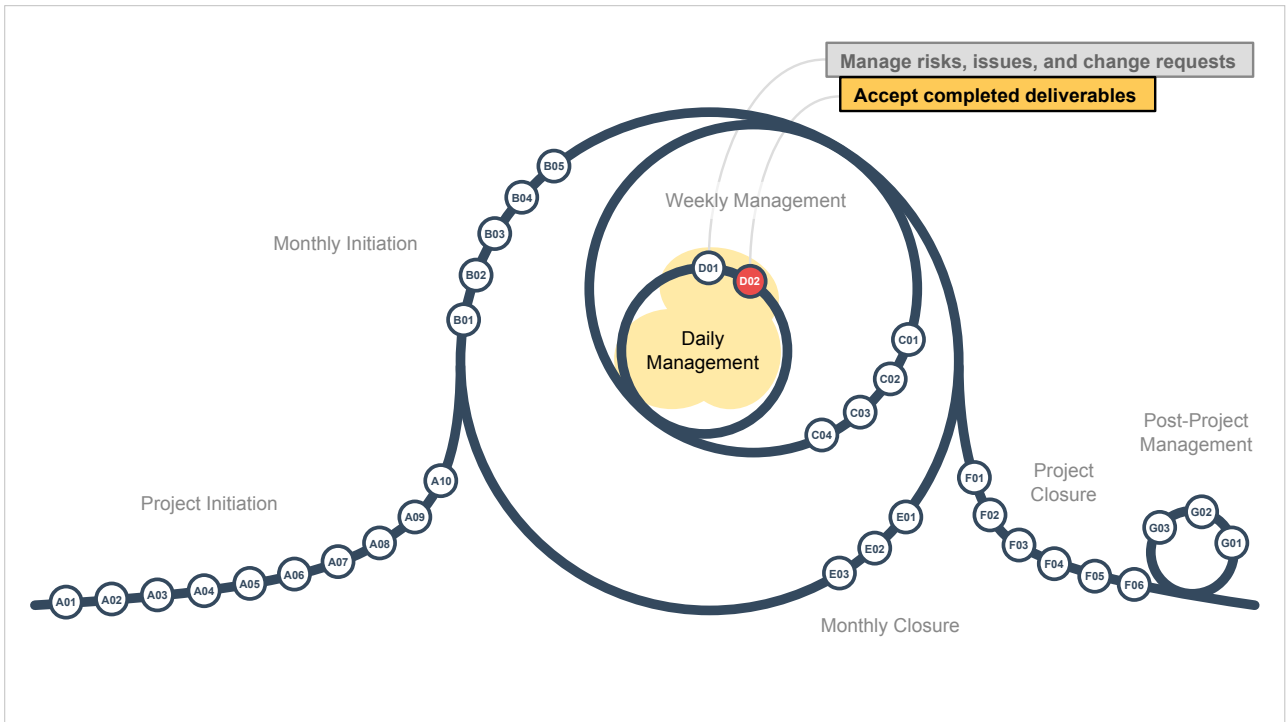 Manage risks, issues, and change requests
Accept completed deliverables
B05
B04
Weekly Management
B03
Monthly Initiation
D01
B02
D02
B01
Daily
Management
C01
C02
C03
C04
Post-Project
Management
Project
Closure
A10
F01
Project Initiation
A09
E01
F02
G02
G03
G01
A08
E02
F03
A07
F04
A06
E03
F05
A05
F06
A04
A03
A02
A01
Monthly Closure